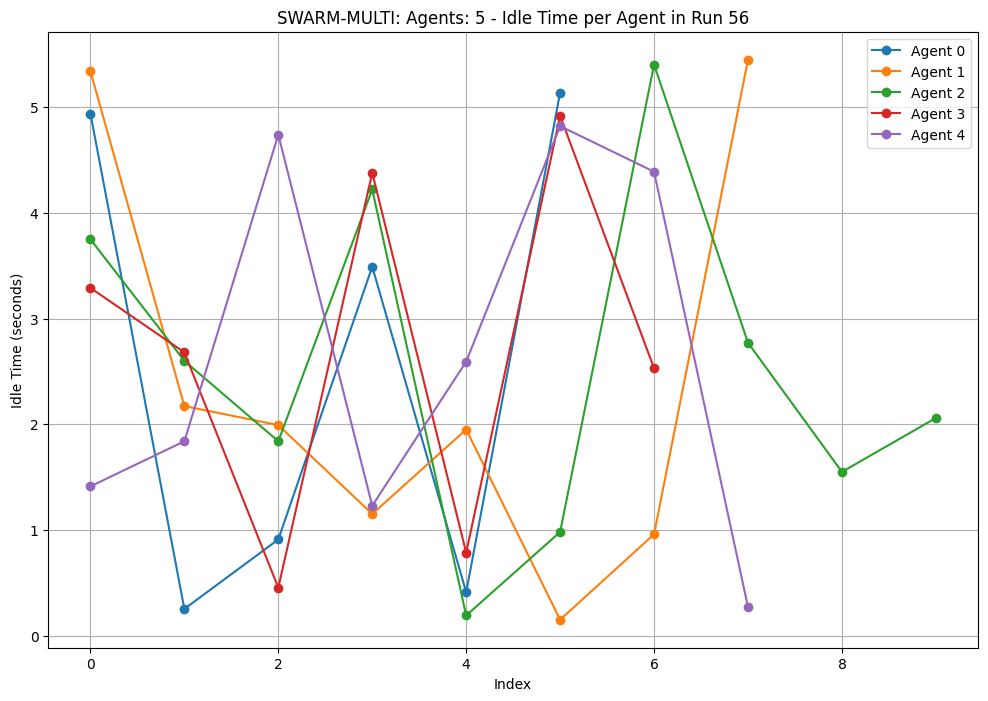 SWARM-MULTI: Agents: 5 - Idle Time per Agent in Run 56
Agent 0
Agent 1
Agent 2
Agent 3
Agent 4
Idle Time (seconds)
5
4
3
2
1
0
0 2 4 6 8
Index